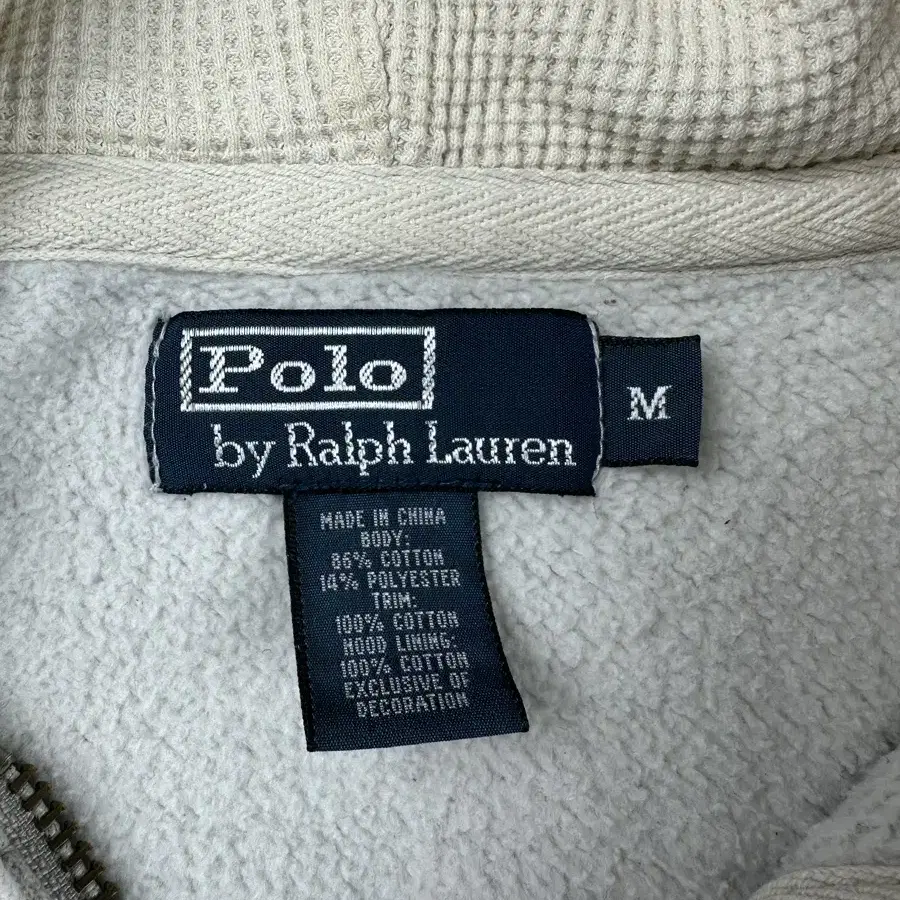 Polo
by Ralph Lauren
M
MADE IN CHINA
BODY:
86% COTTON
14% POLYESTER
TRIM:
100% COTTON
HOOD LINING:
100% COTTON
EXCLUSIVE OF
DECORATION